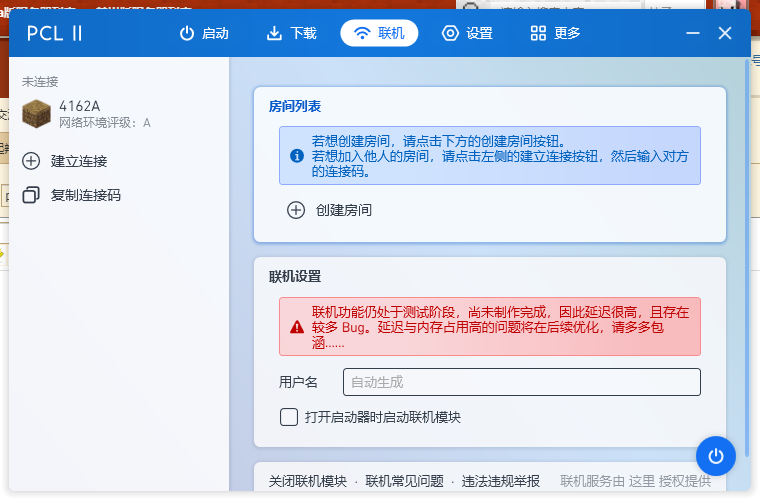 PCL II
启动
下载
联机
设置
更多
未连接
4162A
网络环境评级：A
建立连接
复制连接码
房间列表
若想创建房间，请点击下方的创建房间按钮。
若想加入他人的房间，请点击左侧的建立连接按钮，然后输入对方
的连接码。
创建房间
联机设置
联机功能仍处于测试阶段，尚未制作完成，因此延迟很高，且存在
较多 Bug。延迟与内存占用高的问题将在后续优化，请多多包
涵......
用户名
自动生成
打开启动器时启动联机模块
关闭联机模块 · 联机常见问题 · 违法违规举报
联机服务由 这里 授权提供